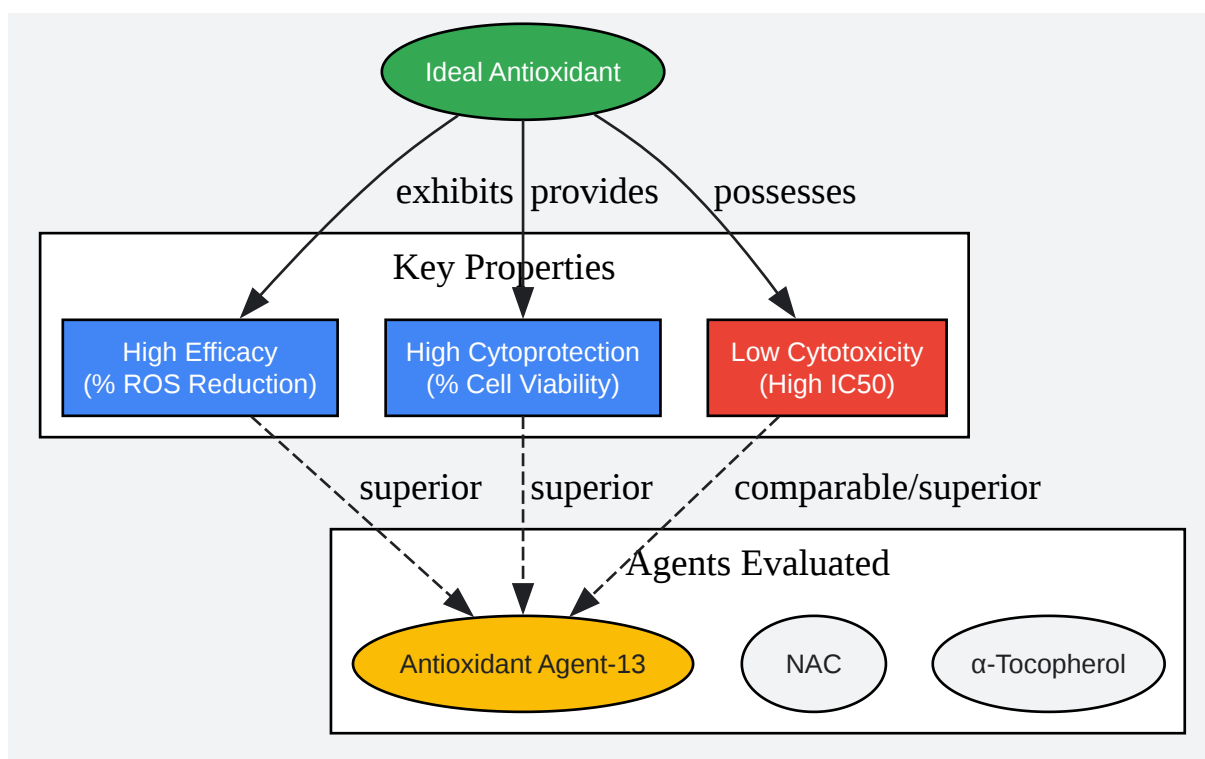 Ideal Antioxidant
exhibits
provides
possesses
Key Properties
High Efficacy
(% ROS Reduction)
High Cytoprotection
(% Cell Viability)
Low Cytotoxicity
(High IC50)
superior
superior
comparable/superior
Agents Evaluated
Antioxidant Agent-13
NAC
α-Tocopherol